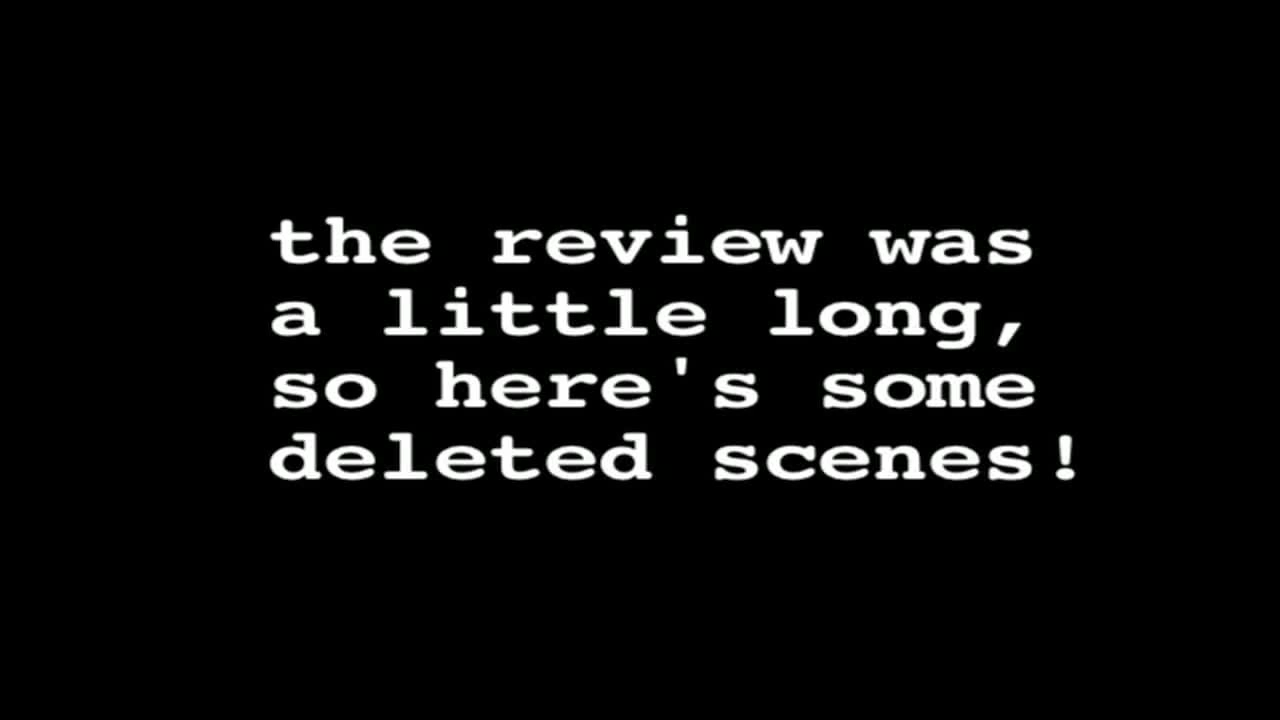 the review was
a little long,
so here's some
deleted scenes!